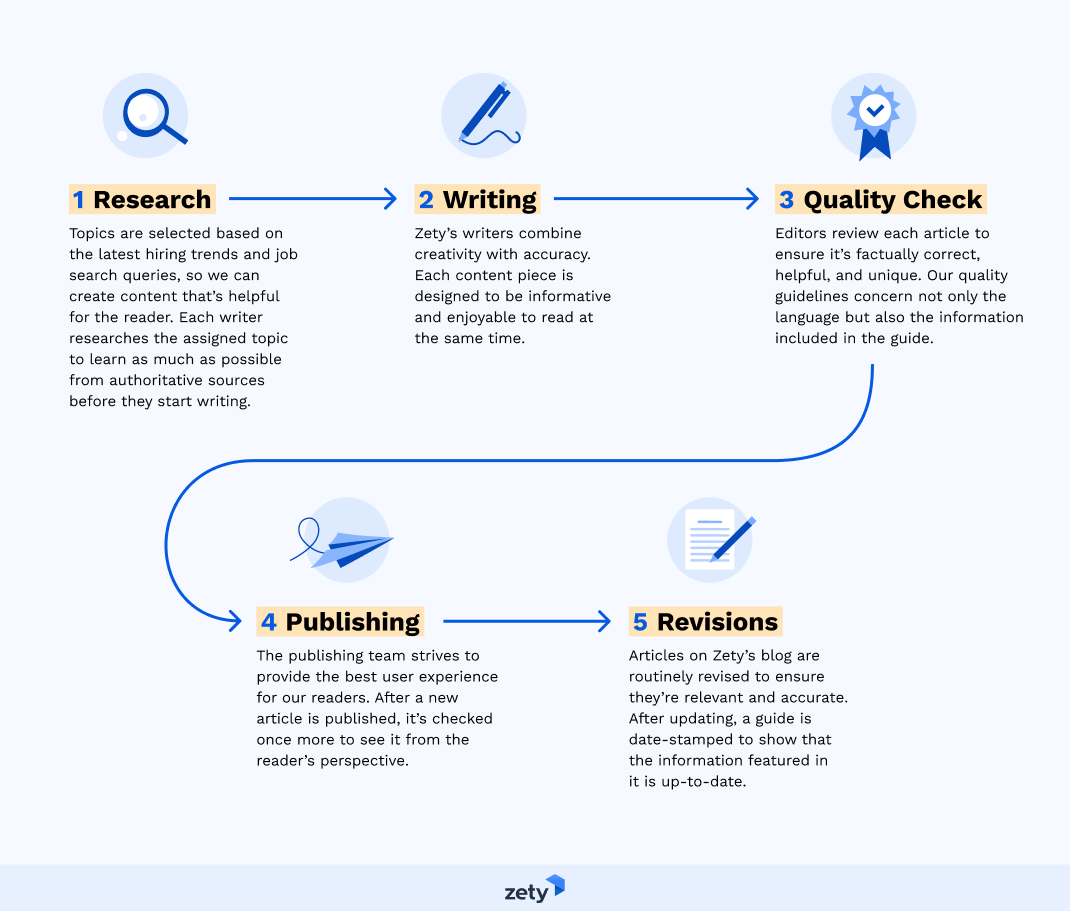 1 Research
Topics are selected based on
the latest hiring trends and job
search queries, so we can
create content that’s helpful
for the reader. Each writer
researches the assigned topic
to learn as much as possible
from authoritative sources
before they start writing.
2 Writing
Zety’s writers combine
creativity with accuracy.
Each content piece is
designed to be informative
and enjoyable to read at
the same time.
3 Quality Check
Editors review each article to
ensure it’s factually correct,
helpful, and unique. Our quality
guidelines concern not only the
language but also the information
included in the guide.
4 Publishing
The publishing team strives to
provide the best user experience
for our readers. After a new
article is published, it’s checked
once more to see it from the
reader’s perspective.
5 Revisions
Articles on Zety’s blog are
routinely revised to ensure
they’re relevant and accurate.
After updating, a guide is
date-stamped to show that
the information featured in
it is up-to-date.
zety